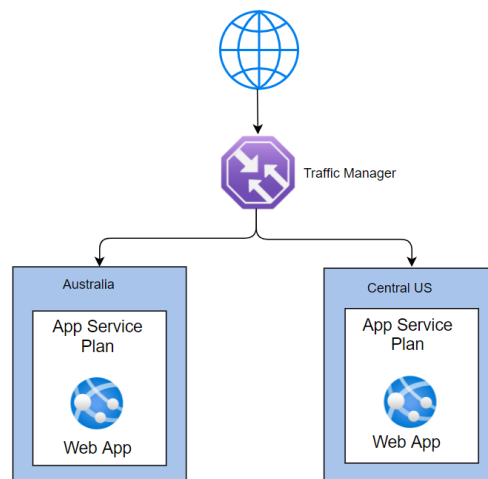 Traffic Manager
Australia
Central US
App Service
Plan
Web App
App Service
Plan
Web App